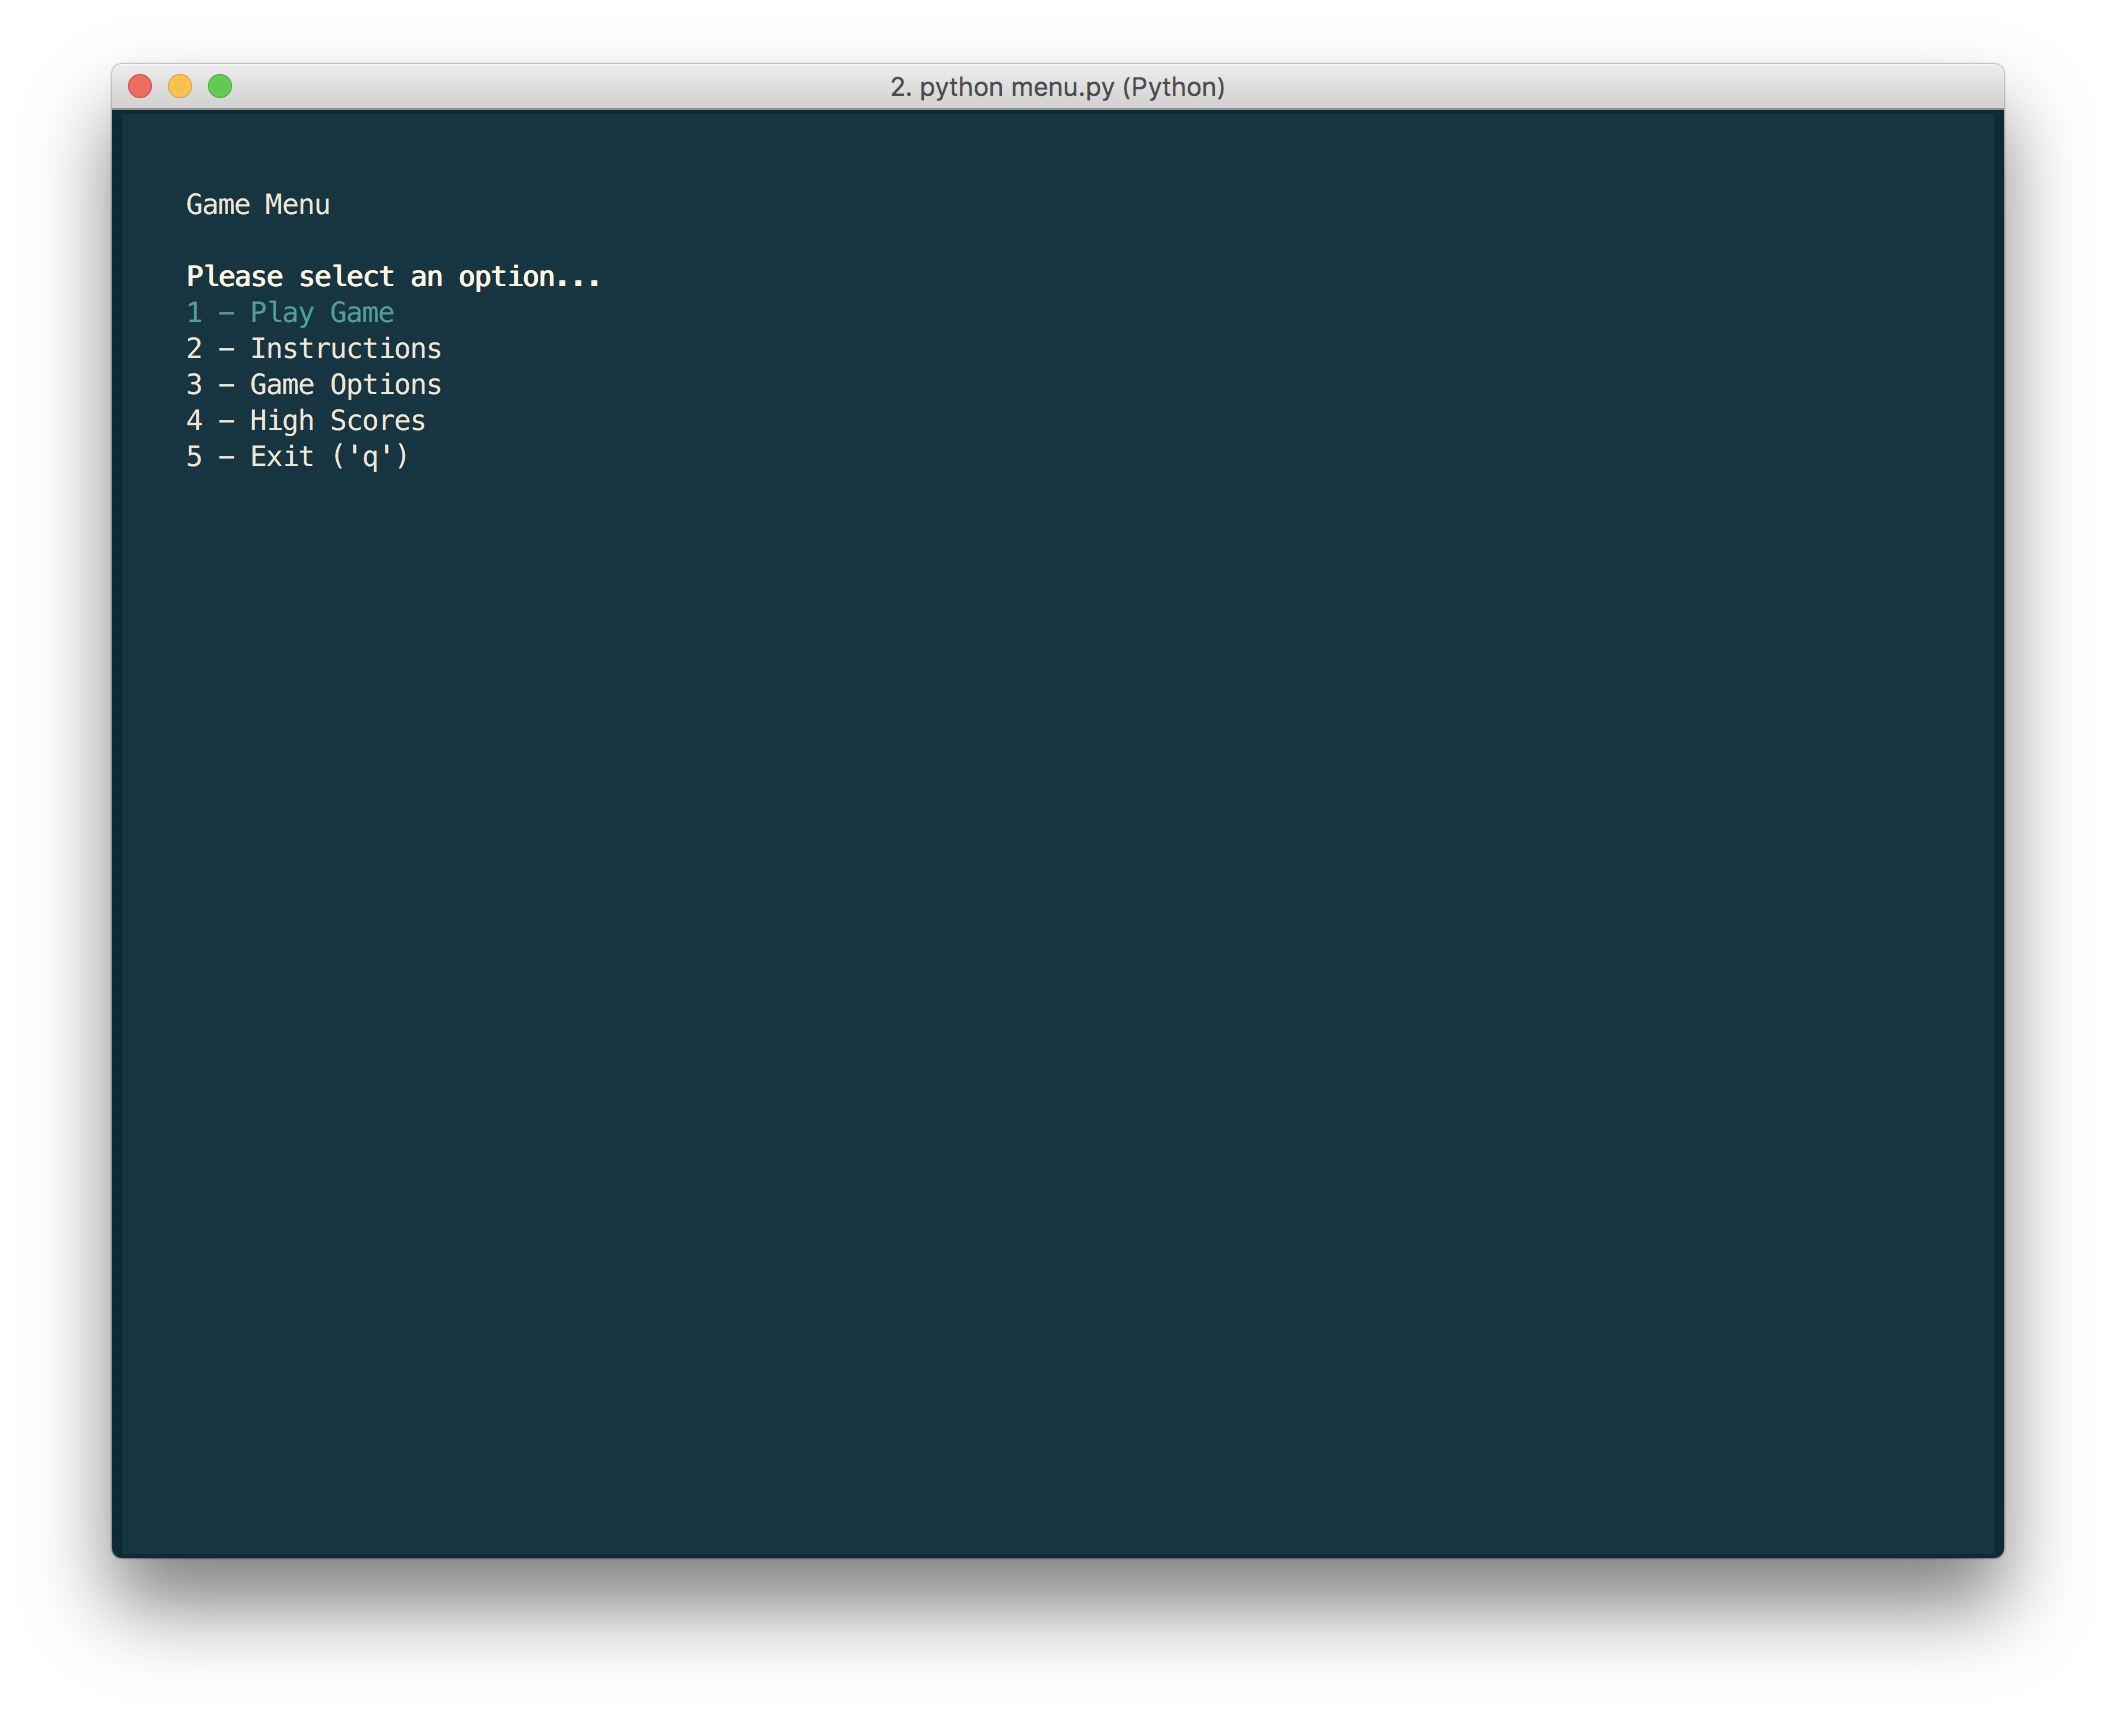 2. python menu.py (Python)
Game Menu
Please select an option...
1 - Play Game
2 - Instructions
3 - Game Options
4 - High Scores
5 - Exit ('q')